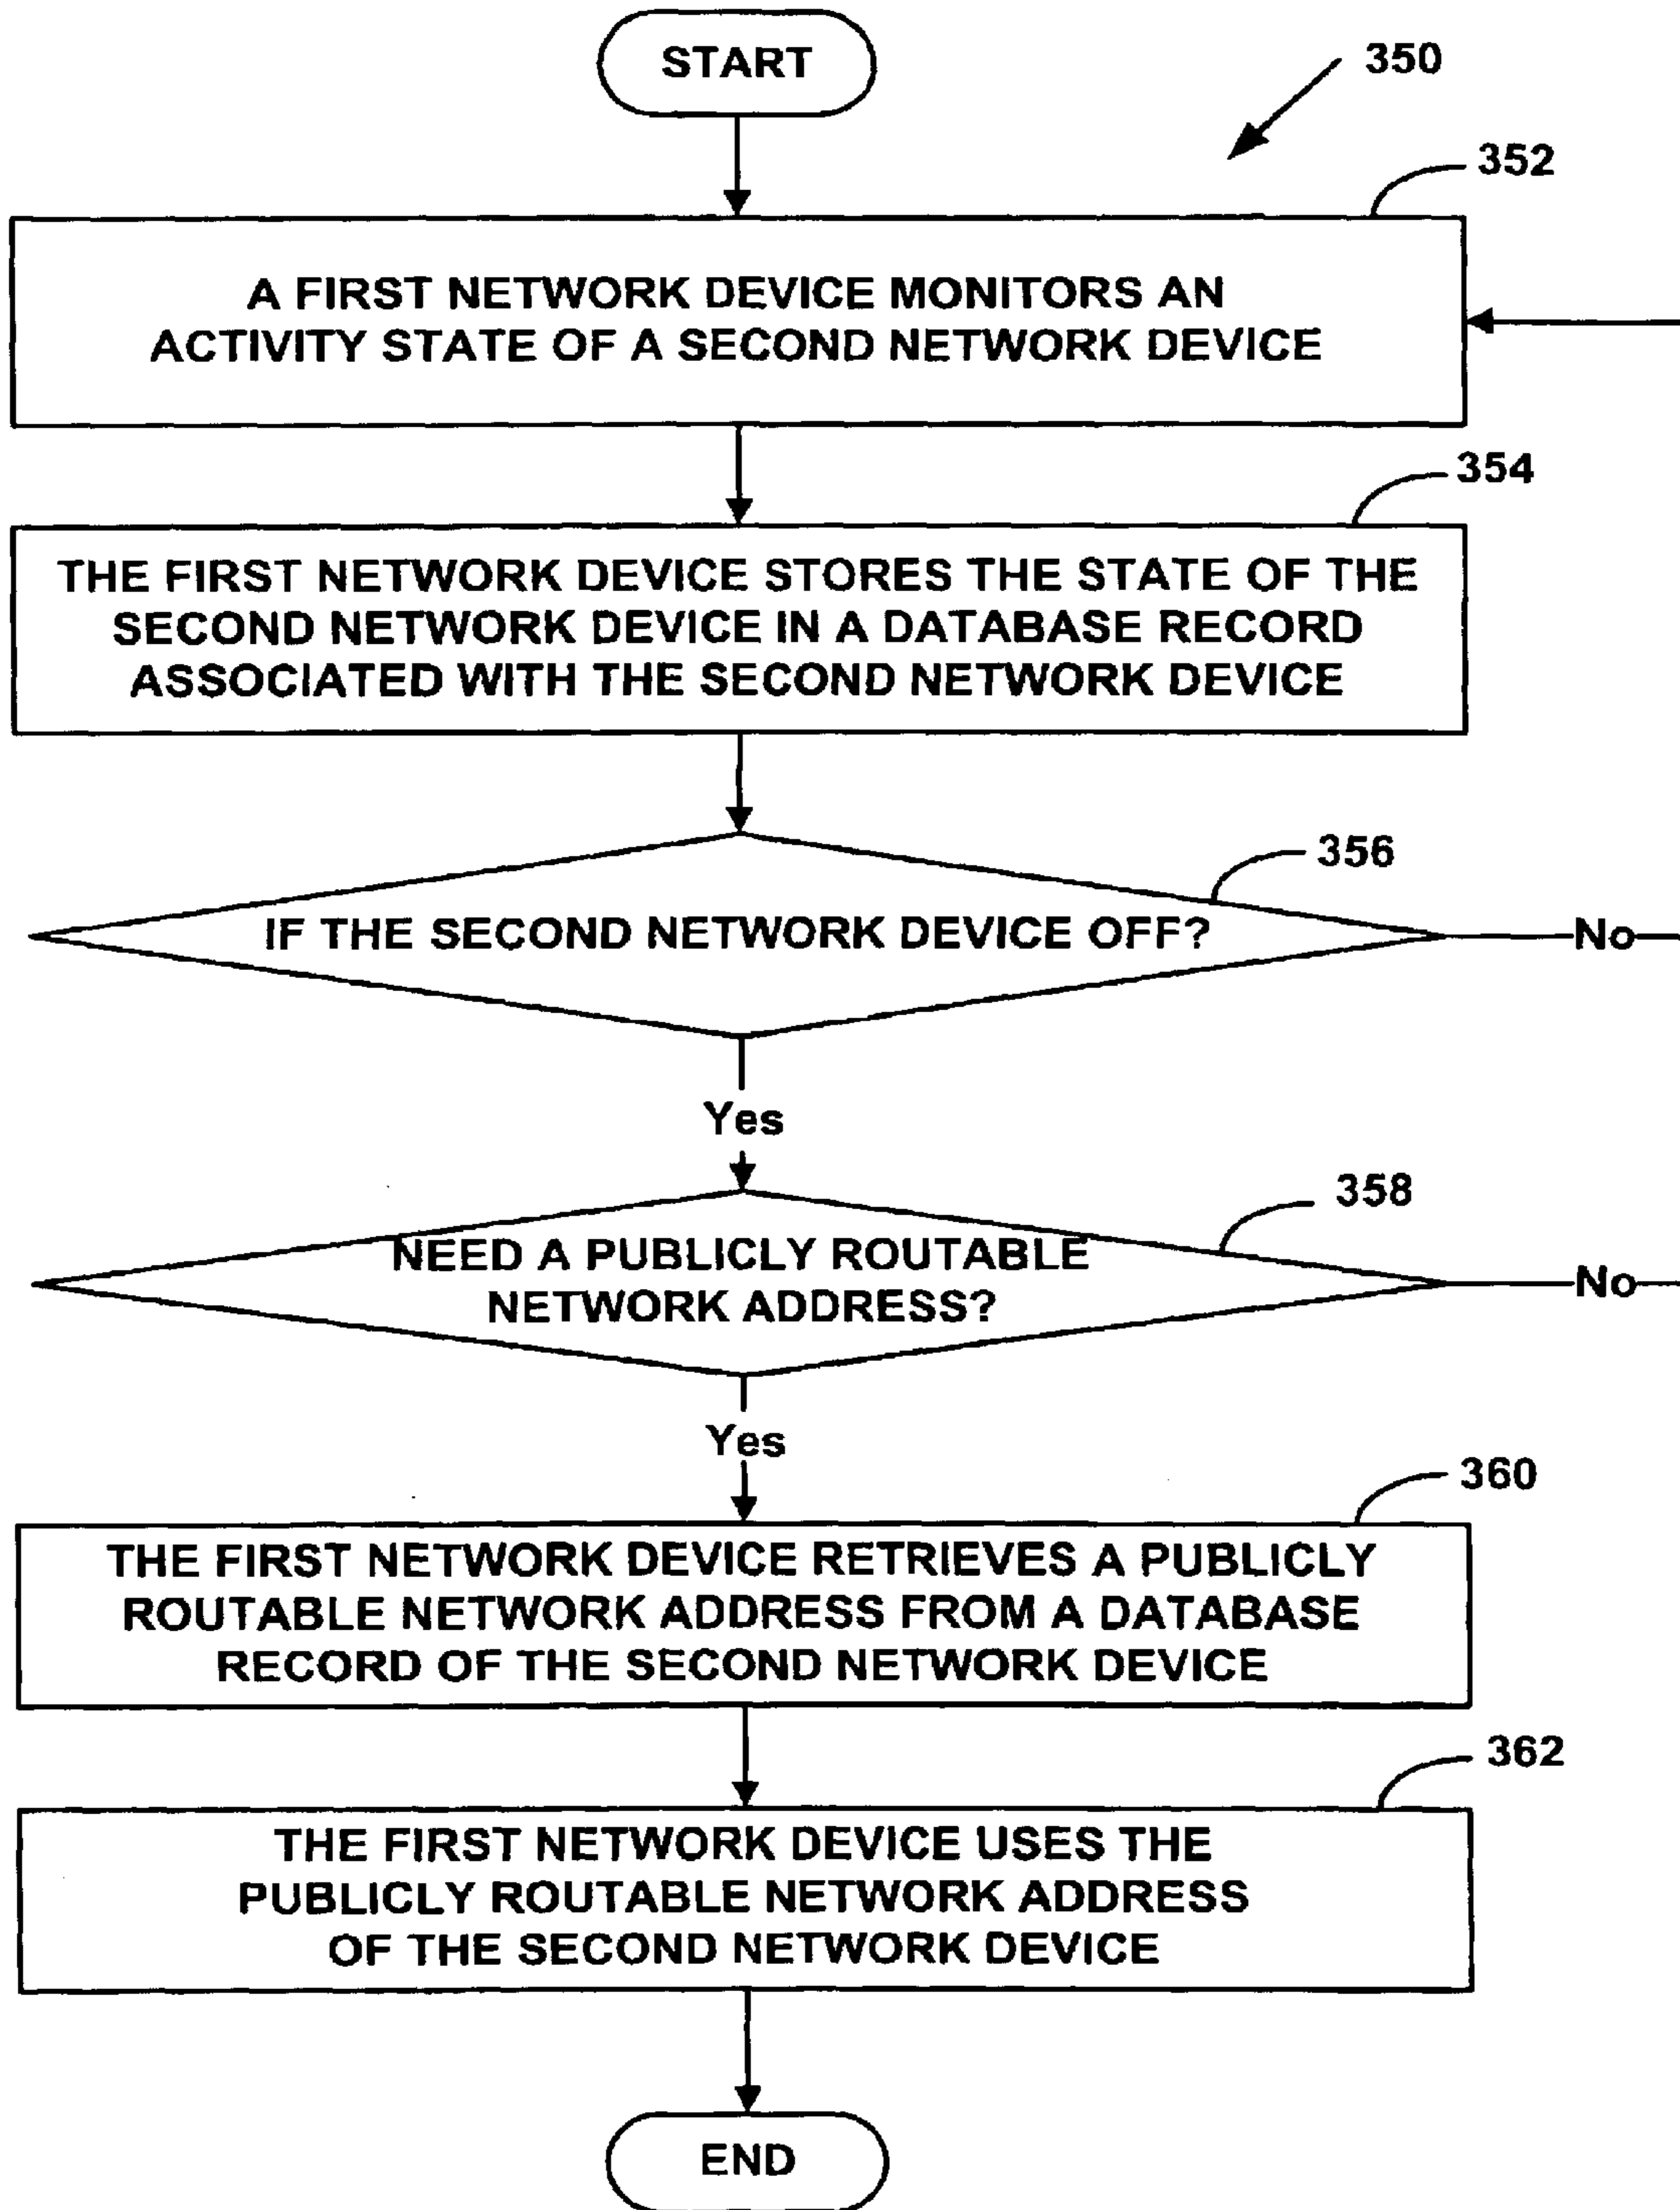 START
350
352
A FIRST NETWORK DEVICE MONITORS AN
ACTIVITY STATE OF A SECOND NETWORK DEVICE
354
THE FIRST NETWORK DEVICE STORES THE STATE OF THE
SECOND NETWORK DEVICE IN A DATABASE RECORD
ASSOCIATED WITH THE SECOND NETWORK DEVICE
356
IF THE SECOND NETWORK DEVICE OFF?
No
Yes
358
NEED A PUBLICLY ROUTABLE
NETWORK ADDRESS?
No
Yes
360
THE FIRST NETWORK DEVICE RETRIEVES A PUBLICLY
ROUTABLE NETWORK ADDRESS FROM A DATABASE
RECORD OF THE SECOND NETWORK DEVICE
362
THE FIRST NETWORK DEVICE USES THE
PUBLICLY ROUTABLE NETWORK ADDRESS
OF THE SECOND NETWORK DEVICE
END